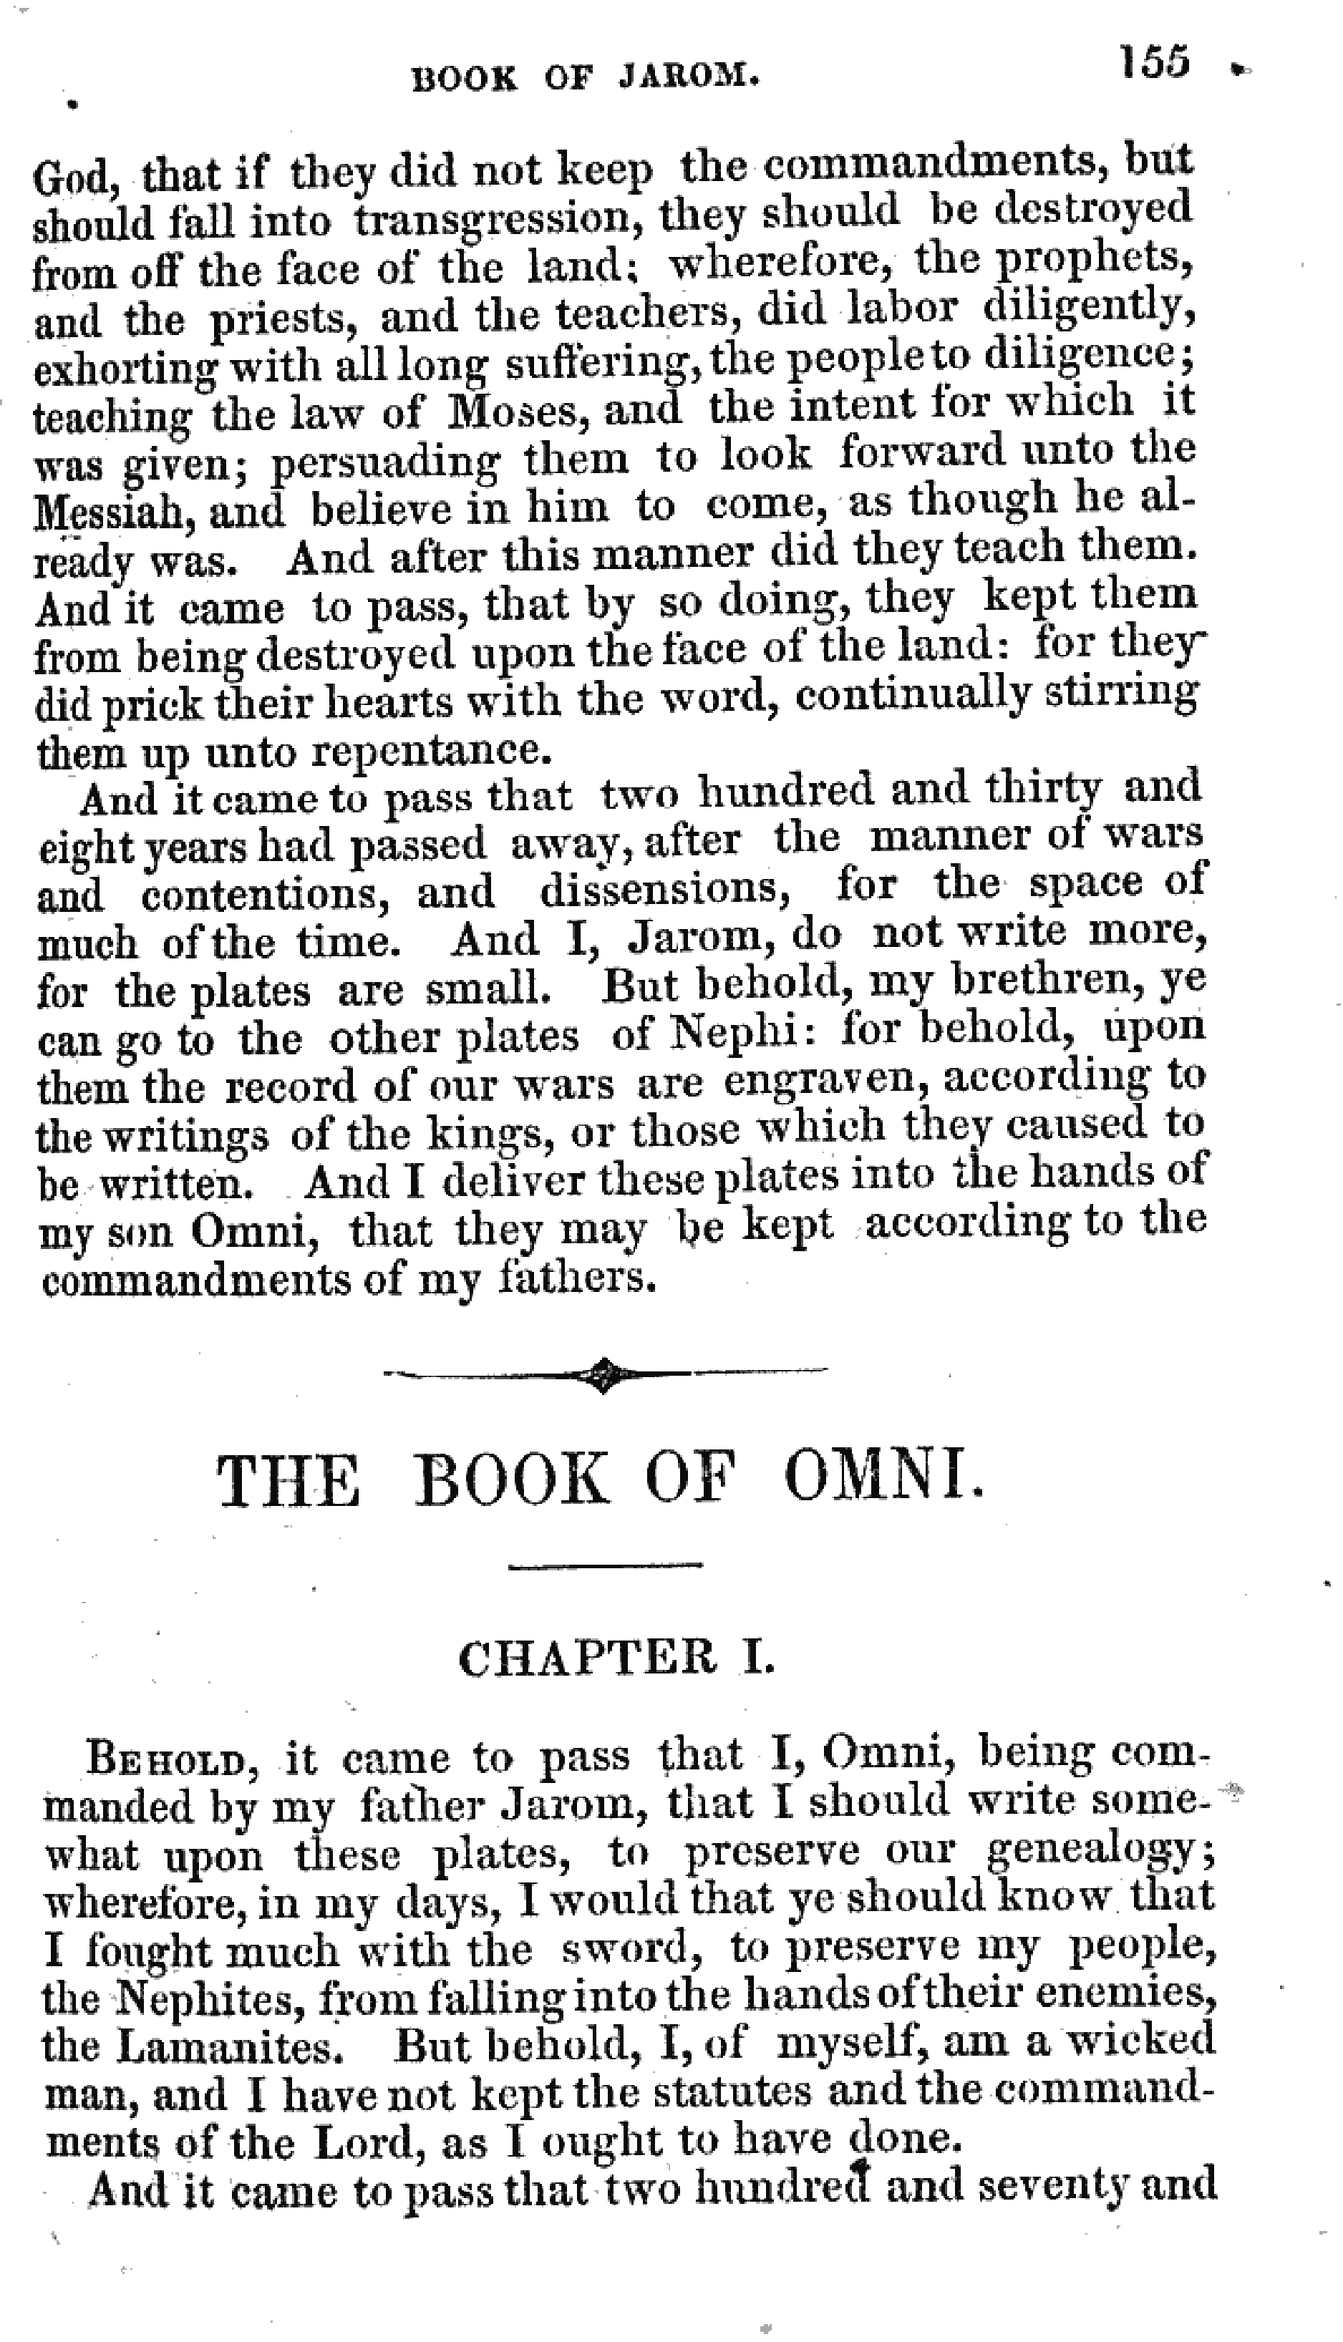 BOOK OF JAROM. 155
God, that if they did not keep the commandments, but
should fall into transgression, they should be destroyed
from off the face of the land; wherefore, the prophets,
and the priests, and the teachers, did labor diligently,
exhorting with all long suffering, the people to diligence;
teaching the law of Moses, and the intent for which it
was given; persuading them to look forward unto the
Messiah, and believe in him to come, as though he al-
ready was. And after this manner did they teach them.
And it came to pass, that by so doing, they kept them
from being destroyed upon the face of the land: for they
did prick their hearts with the word, continually stirring
them up unto repentance.
And it came to pass that two hundred and thirty and
eight years had passed away, after the manner of wars
and contentions, and dissensions, for the space of
much of the time. And I, Jarom, do not write more,
for the plates are small. But behold, my brethren, ye
can go to the other plates of Nephi: for behold, upon
them the record of our wars are engraven, according to
the writings of the kings, or those which they caused to
be written. And I deliver these plates into the hands of
my son Omni, that they may be kept according to the
commandments of my fathers.
THE BOOK OF OMNI.
CHAPTER I.
BEHOLD, it came to pass that I, Omni, being com-
manded by my father Jarom, that I should write some-
what upon these plates, to preserve our genealogy;
wherefore, in my days, I would that ye should know that
I fought much with the sword, to preserve my people,
the Nephites, from falling into the hands of their enemies,
the Lamanites. But behold, I, of myself, am a wicked
man, and I have not kept the statutes and the command-
ments of the Lord, as I ought to have done.
And it came to pass that two hundred and seventy and